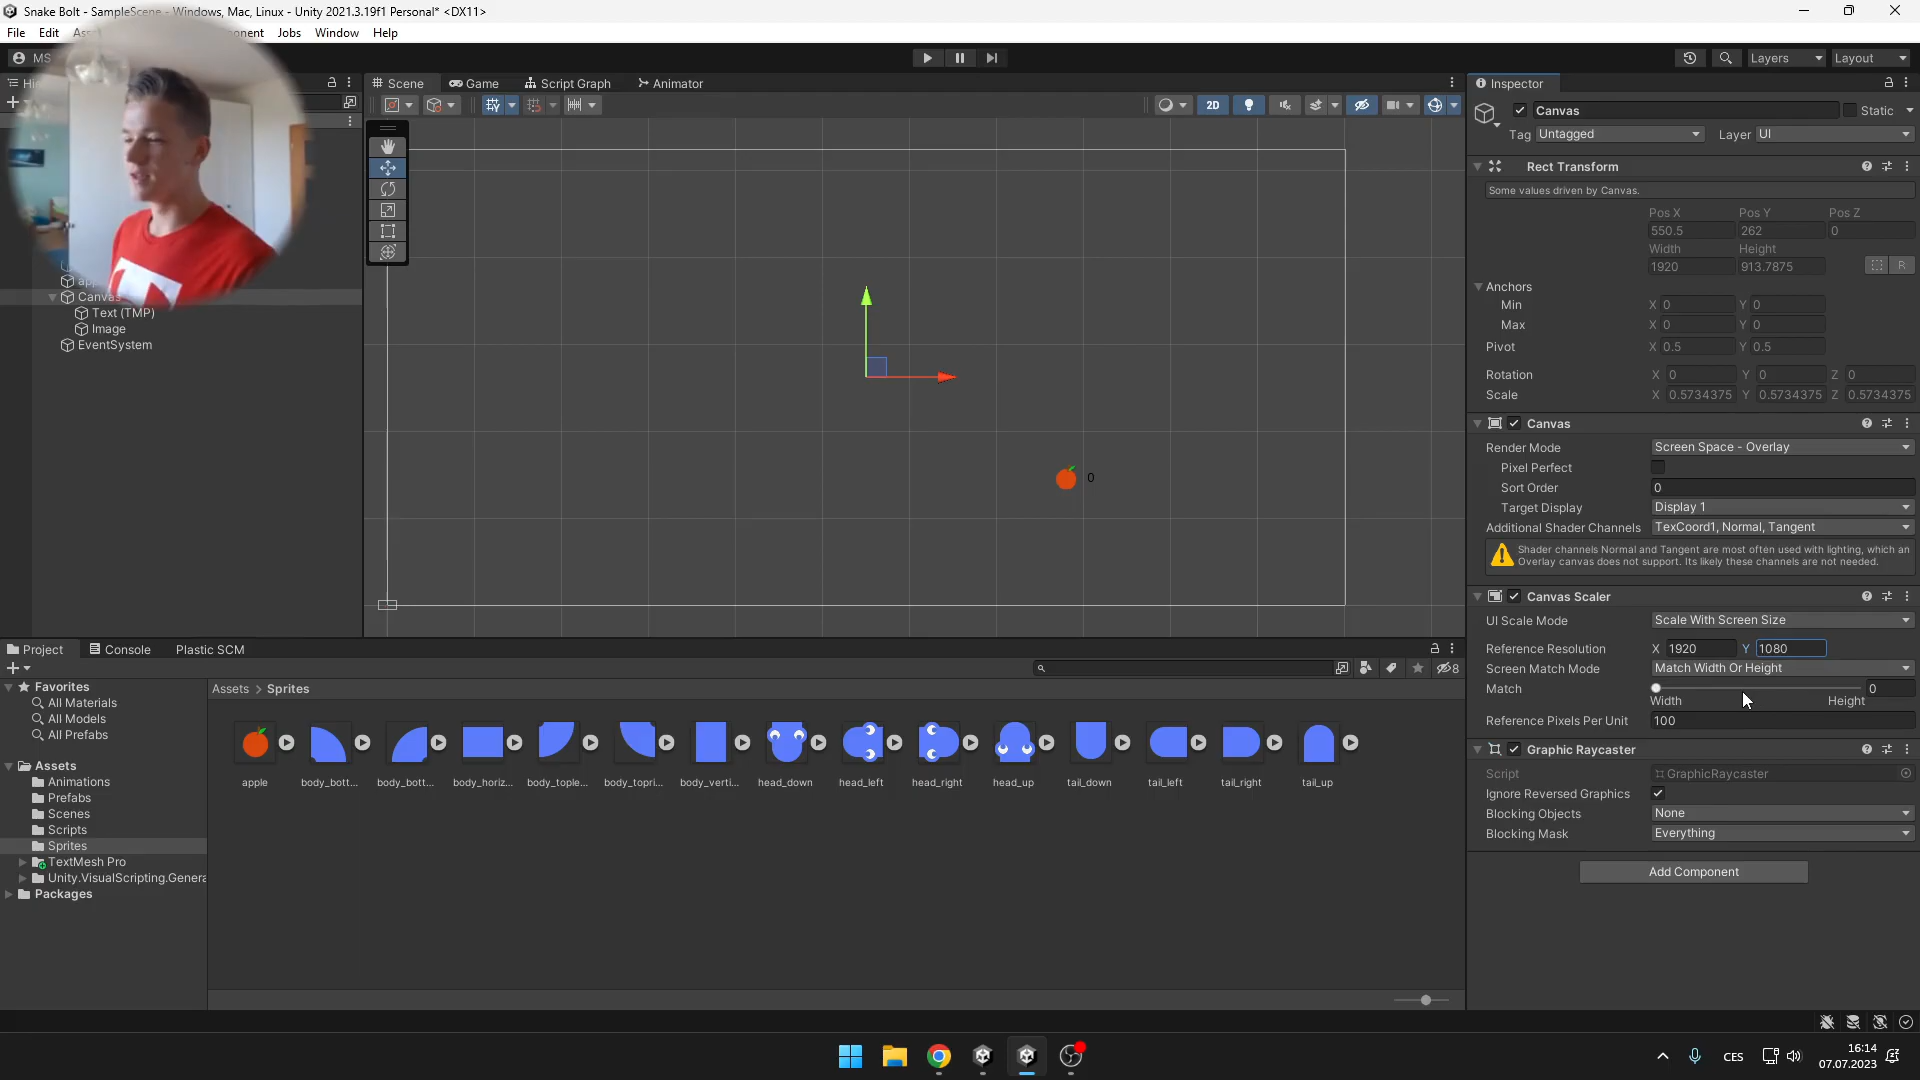 Snake Bolt - SampleScene - Windows, Mac, Linux - Unity 2021.3.19f1 Personal* <DX11>
File Edit Jobs Window Help
MS Layers Layout
Scene Game Script Graph Animator Inspector
2D
Canvas Static
Tag Untagged Layer UI
Rect Transform
Some values driven by Canvas.
Pos X Pos Y Pos Z
550.5 262 0
Width Height
1920 913.7875 R
Anchors
Min X 0 Y 0
Max X 0 Y 0
Pivot X 0.5 Y 0.5
Rotation X 0 Y 0 Z 0
Scale X 0.5734375 Y 0.5734375 Z 0.5734375
Canvas
Text (TMP)
Image
EventSystem
0
Canvas
Render Mode Screen Space - Overlay
Pixel Perfect
Sort Order 0
Target Display Display 1
Additional Shader Channels TexCoord1, Normal, Tangent
Shader channels Normal and Tangent are most often used with lighting, which an
Overlay canvas does not support. Its likely these channels are not needed.
Canvas Scaler
UI Scale Mode Scale With Screen Size
Reference Resolution X 1920 Y 1080
Screen Match Mode Match Width Or Height
Match 0
Width Height
Reference Pixels Per Unit 100
Graphic Raycaster
Script GraphicRaycaster
Ignore Reversed Graphics
Blocking Objects None
Blocking Mask Everything
Add Component
Project Console Plastic SCM
8
Favorites
All Materials
All Models
All Prefabs
Assets
Animations
Prefabs
Scenes
Scripts
Sprites
TextMesh Pro
Unity.VisualScripting.Genera
Packages
Assets > Sprites
apple body_bott... body_bott... body_horiz... body_tople... body_topri... body_verti... head_down head_left head_right head_up tail_down tail_left tail_right tail_up
CES
16:14
07.07.2023